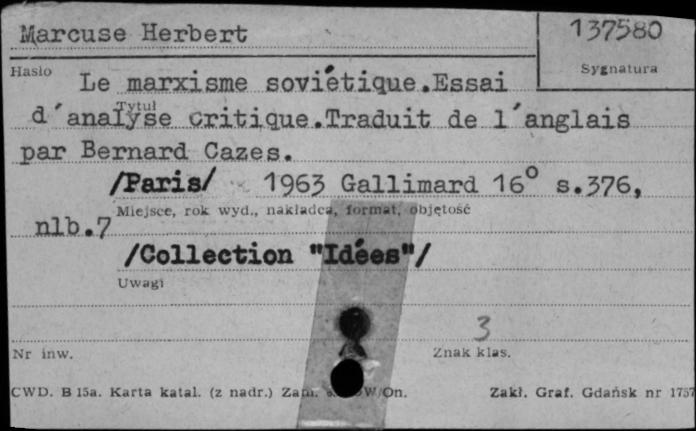 Marcuse Herbert
137580
Hasło
Sygnatura
Le marxisme soviétique.Essai
Tytuł
d´analyse critique.Traduit de l´anglais
par Bernard Cazes.
/Paris/ 1963 Gallimard 16° s.376,
Miejsce, rok wyd., nakładca, format, objętość
nlb.7
/Collection "Idées"/
Uwagi
3
Nr inw.
Znak klas.
CWD. B 15a. Karta katal. (z nadr.) Zam. W/On.
Zakł. Graf. Gdańsk nr 1757